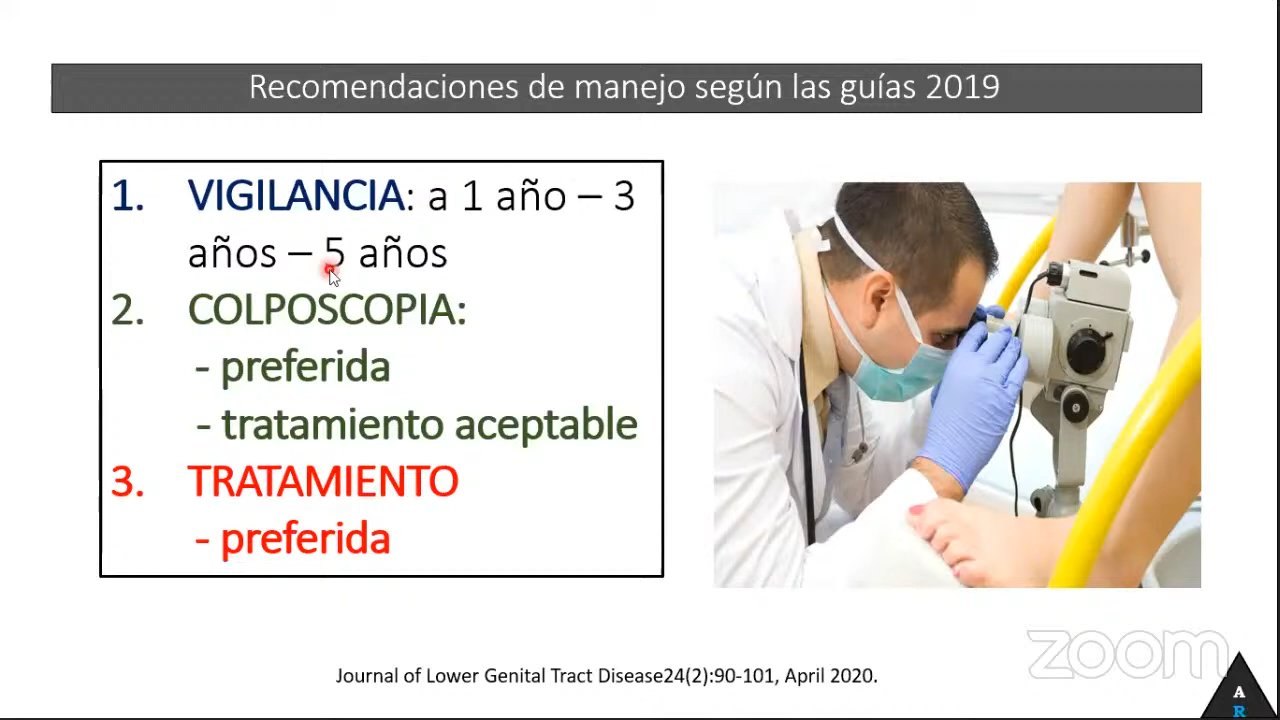 Recomendaciones de manejo según las guías 2019
1. VIGILANCIA: a 1 año – 3
años – 5 años
2. COLPOSCOPIA:
- preferida
- tratamiento aceptable
3. TRATAMIENTO
- preferida
Journal of Lower Genital Tract Disease24(2):90-101, April 2020.
zoom
A
R